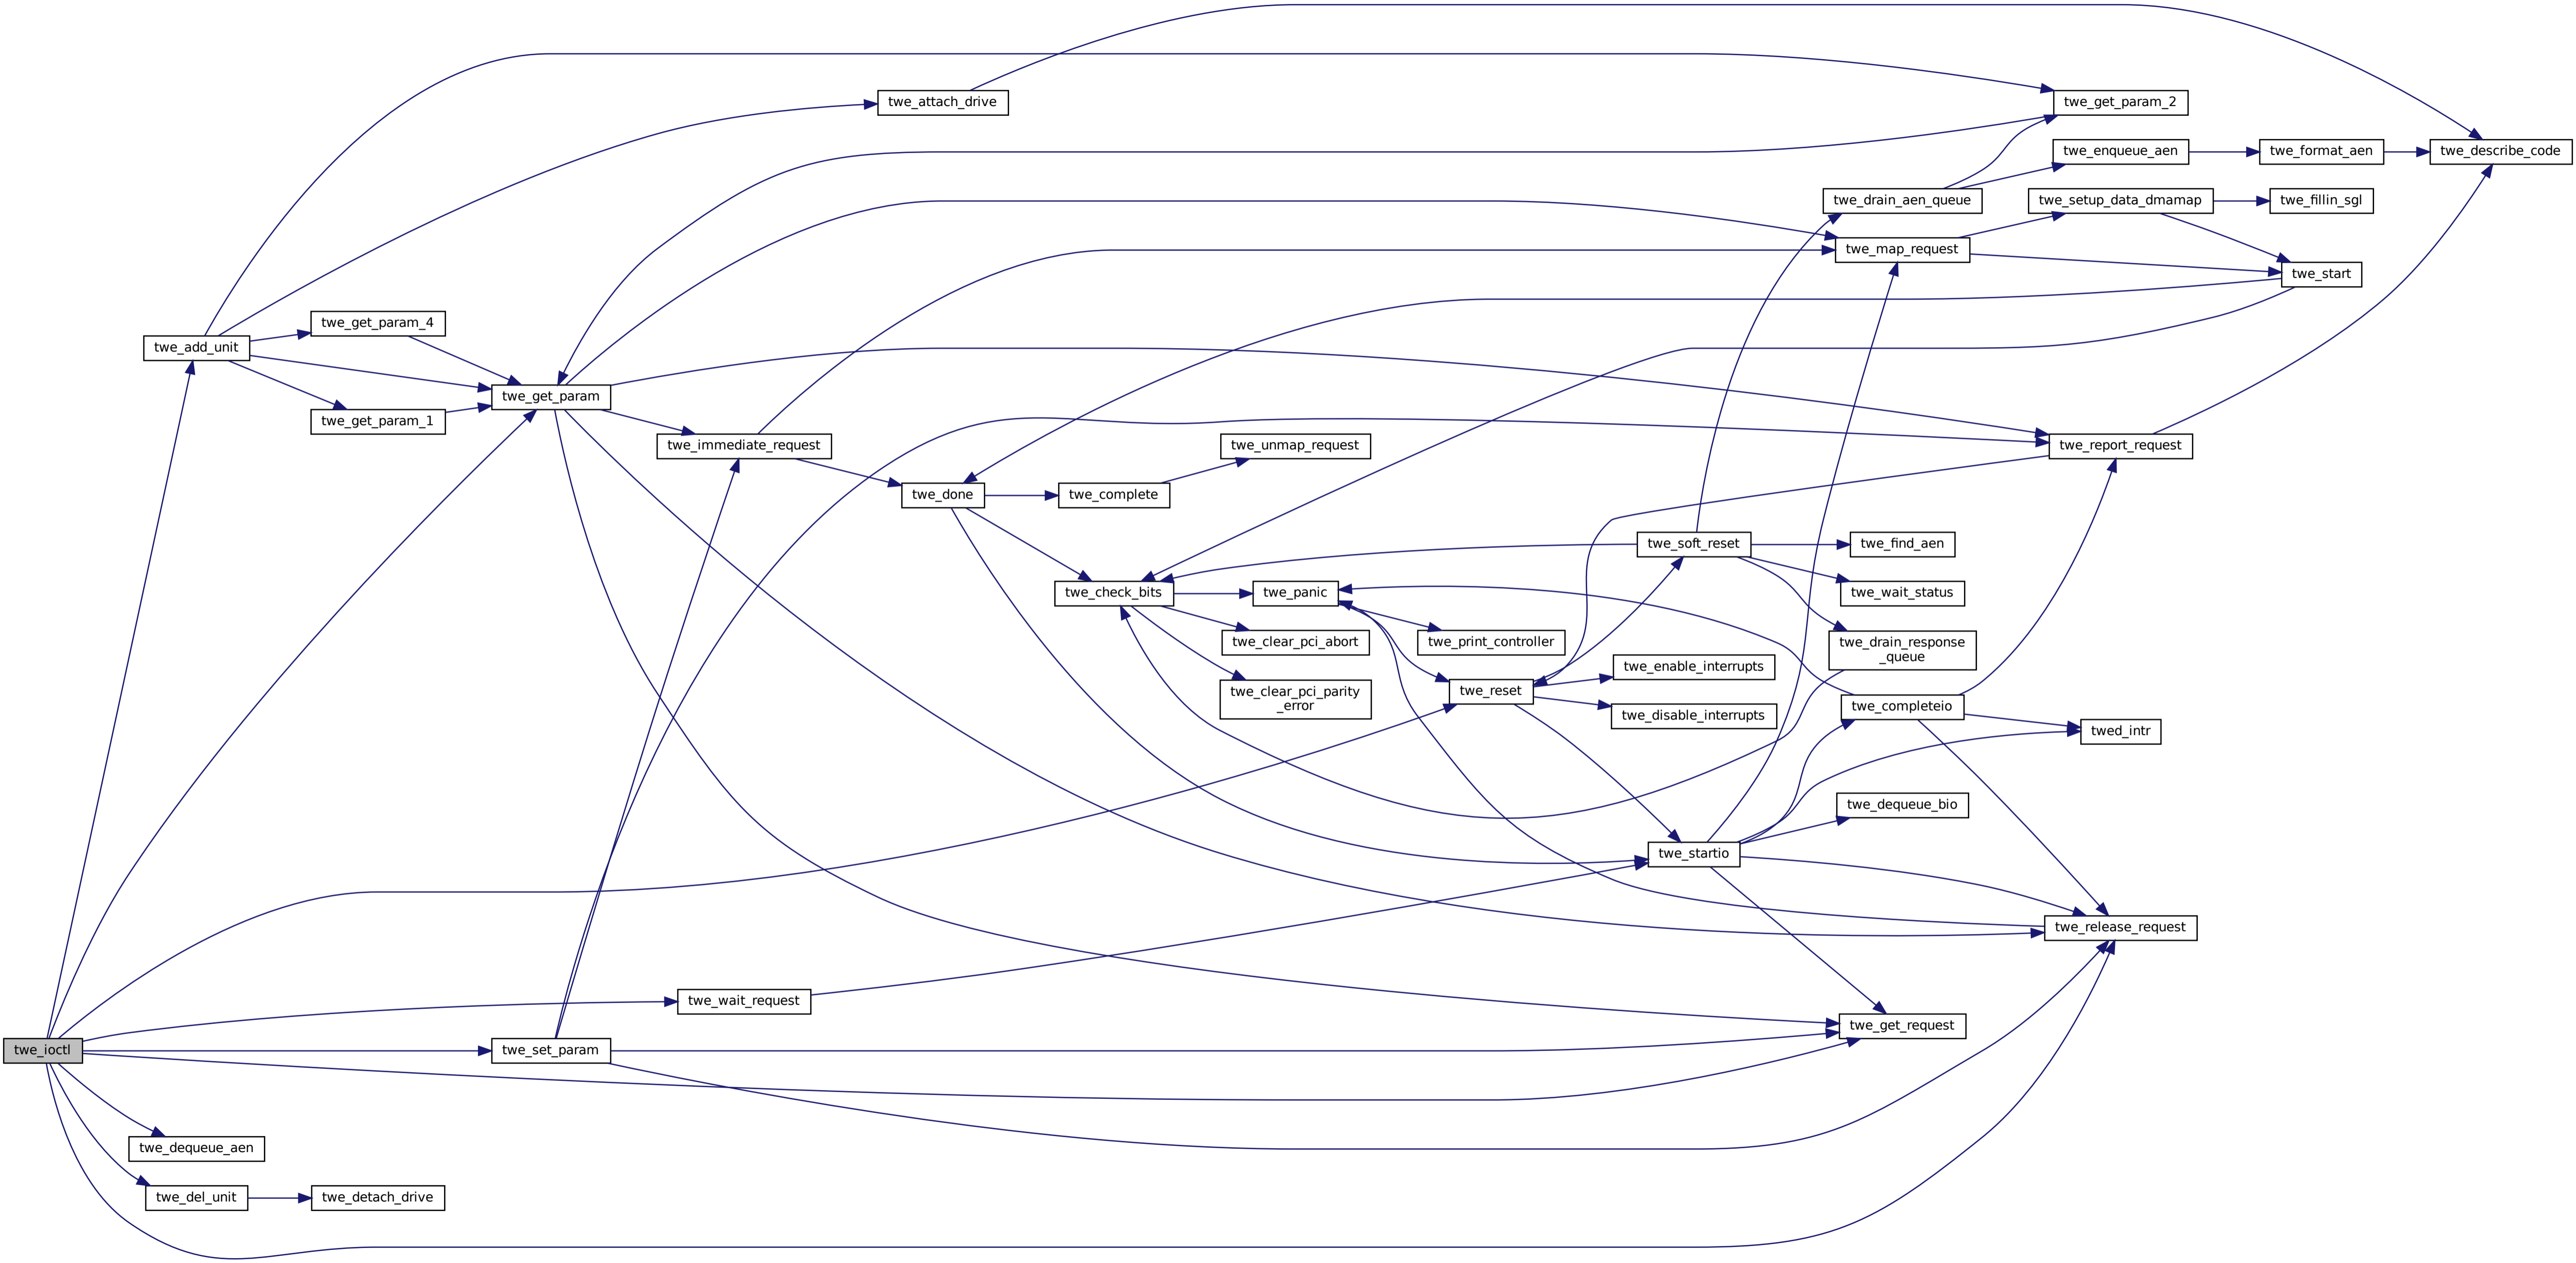 twe_attach_drive
twe_get_param_2
twe_enqueue_aen
twe_format_aen
twe_describe_code
twe_drain_aen_queue
twe_setup_data_dmamap
twe_fillin_sgl
twe_map_request
twe_start
twe_get_param_4
twe_add_unit
twe_get_param
twe_get_param_1
twe_immediate_request
twe_unmap_request
twe_report_request
twe_done
twe_complete
twe_soft_reset
twe_find_aen
twe_check_bits
twe_panic
twe_wait_status
twe_clear_pci_abort
twe_print_controller
twe_drain_response
_queue
twe_enable_interrupts
twe_clear_pci_parity
_error
twe_reset
twe_disable_interrupts
twe_completeio
twed_intr
twe_dequeue_bio
twe_startio
twe_release_request
twe_wait_request
twe_get_request
twe_ioctl
twe_set_param
twe_dequeue_aen
twe_del_unit
twe_detach_drive